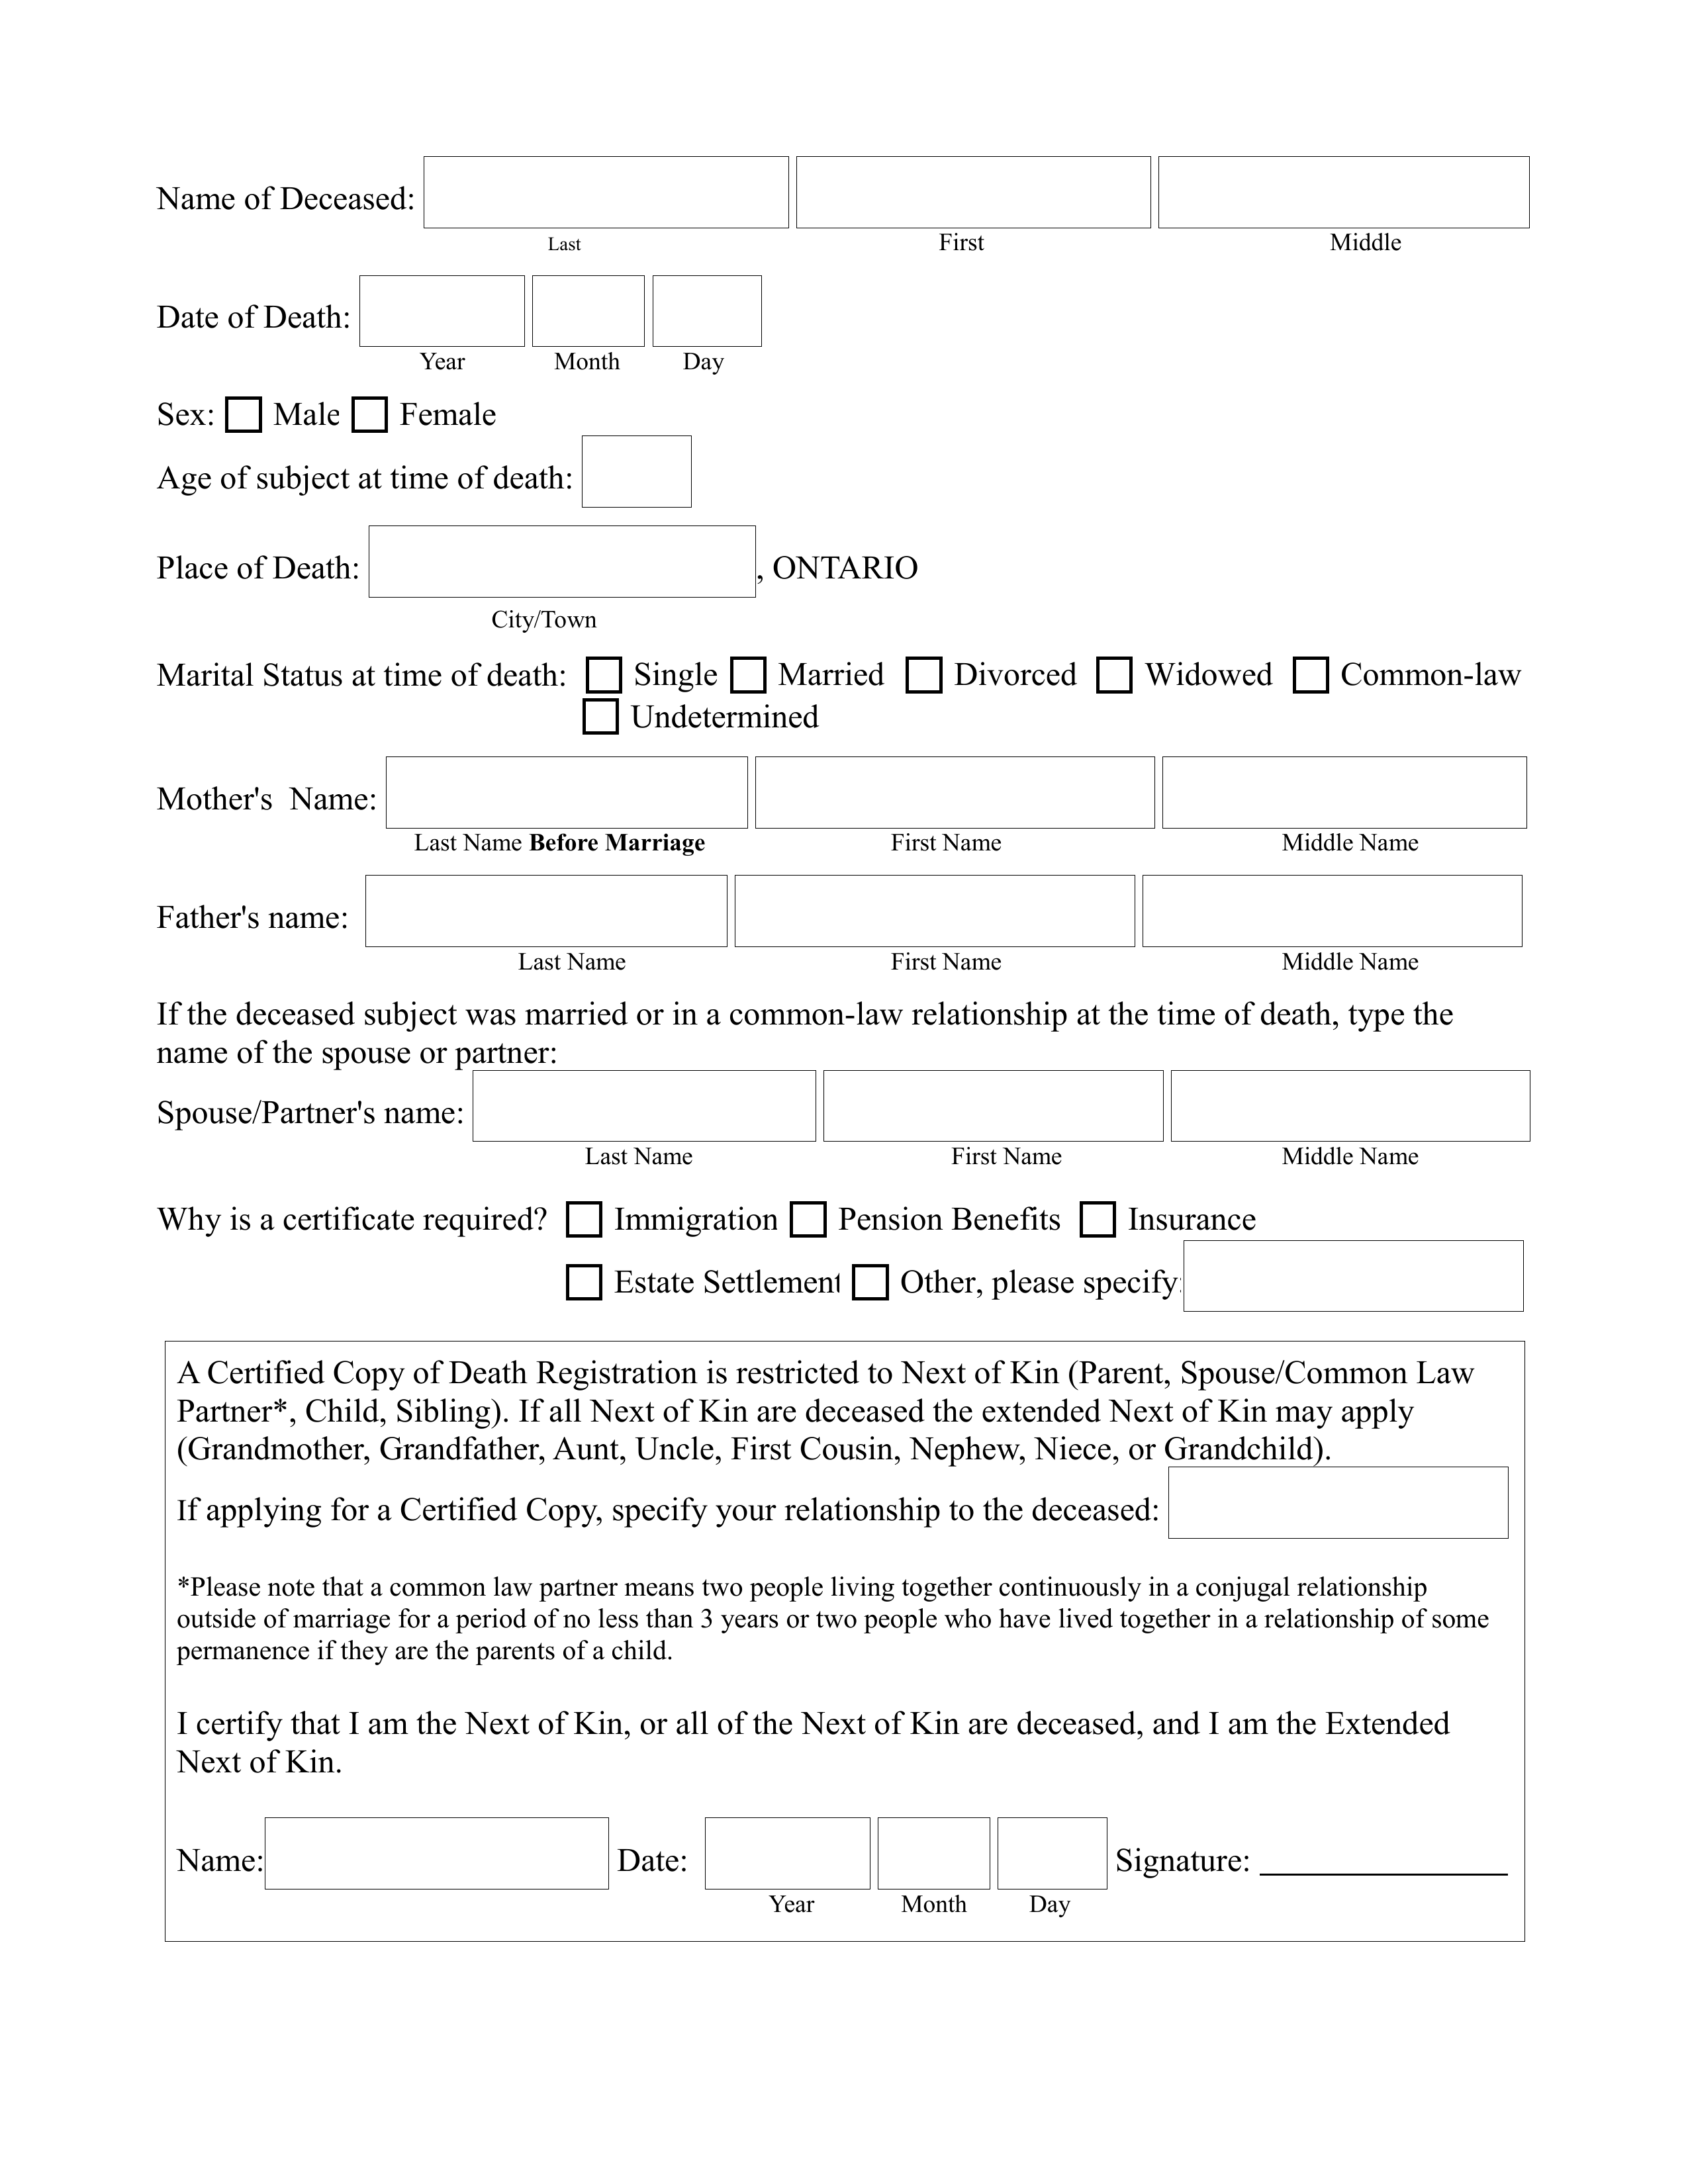 Name of Deceased:
Last First Middle
Date of Death:
Year Month Day
Sex: Male Female
Age of subject at time of death:
Place of Death: , ONTARIO
City/Town
Marital Status at time of death: Single Married Divorced Widowed Common-law
Undetermined
Mother's  Name:
Last Name Before Marriage First Name Middle Name
Father's name:
Last Name First Name Middle Name
If the deceased subject was married or in a common-law relationship at the time of death, type the
name of the spouse or partner:
Spouse/Partner's name:
Last Name First Name Middle Name
Why is a certificate required? Immigration Pension Benefits Insurance
Estate Settlement Other, please specify:
A Certified Copy of Death Registration is restricted to Next of Kin (Parent, Spouse/Common Law
Partner*, Child, Sibling). If all Next of Kin are deceased the extended Next of Kin may apply
(Grandmother, Grandfather, Aunt, Uncle, First Cousin, Nephew, Niece, or Grandchild).
If applying for a Certified Copy, specify your relationship to the deceased:
*Please note that a common law partner means two people living together continuously in a conjugal relationship
outside of marriage for a period of no less than 3 years or two people who have lived together in a relationship of some
permanence if they are the parents of a child.
I certify that I am the Next of Kin, or all of the Next of Kin are deceased, and I am the Extended
Next of Kin.
Name: Date: Signature:
Year Month Day